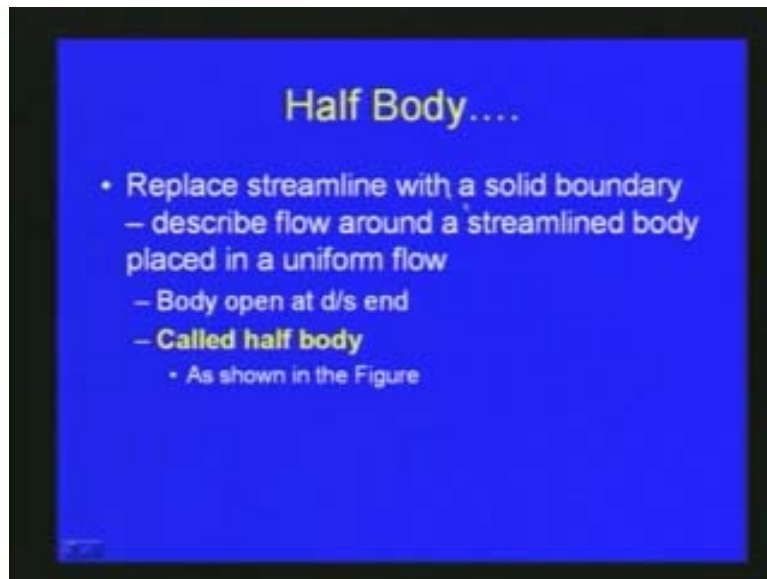 Half Body....
• Replace streamline with a solid boundary
– describe flow around a streamlined body
placed in a uniform flow
– Body open at d/s end
– Called half body
• As shown in the Figure